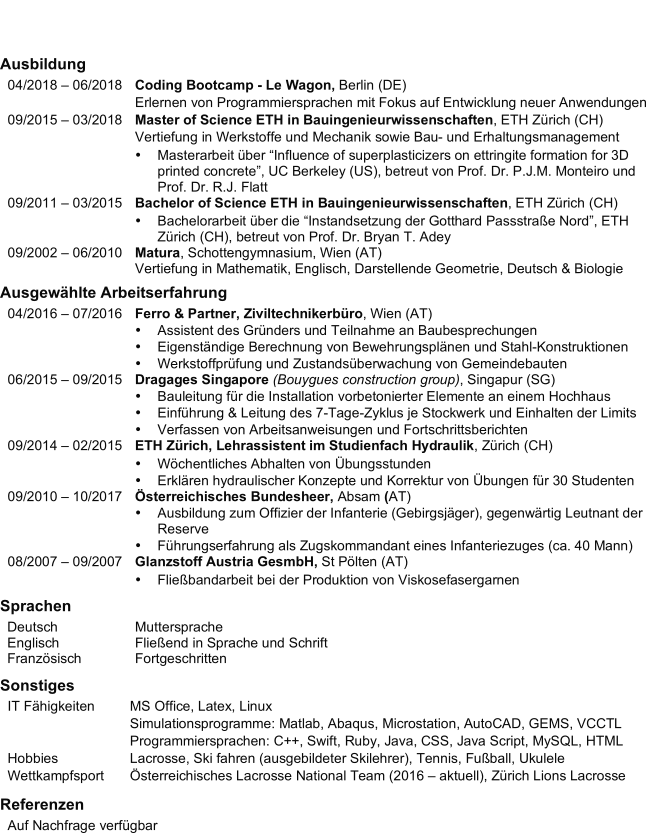 Ausbildung
04/2018 – 06/2018 Coding Bootcamp - Le Wagon, Berlin (DE)
Erlernen von Programmiersprachen mit Fokus auf Entwicklung neuer Anwendungen
09/2015 – 03/2018 Master of Science ETH in Bauingenieurwissenschaften, ETH Zürich (CH)
Vertiefung in Werkstoffe und Mechanik sowie Bau- und Erhaltungsmanagement
• Masterarbeit über “Influence of superplasticizers on ettringite formation for 3D
printed concrete”, UC Berkeley (US), betreut von Prof. Dr. P.J.M. Monteiro und
Prof. Dr. R.J. Flatt
09/2011 – 03/2015 Bachelor of Science ETH in Bauingenieurwissenschaften, ETH Zürich (CH)
• Bachelorarbeit über die “Instandsetzung der Gotthard Passstraße Nord”, ETH
Zürich (CH), betreut von Prof. Dr. Bryan T. Adey
09/2002 – 06/2010 Matura, Schottengymnasium, Wien (AT)
Vertiefung in Mathematik, Englisch, Darstellende Geometrie, Deutsch & Biologie
Ausgewählte Arbeitserfahrung
04/2016 – 07/2016 Ferro & Partner, Ziviltechnikerbüro, Wien (AT)
• Assistent des Gründers und Teilnahme an Baubesprechungen
• Eigenständige Berechnung von Bewehrungsplänen und Stahl-Konstruktionen
• Werkstoffprüfung und Zustandsüberwachung von Gemeindebauten
06/2015 – 09/2015 Dragages Singapore (Bouygues construction group), Singapur (SG)
• Bauleitung für die Installation vorbetonierter Elemente an einem Hochhaus
• Einführung & Leitung des 7-Tage-Zyklus je Stockwerk und Einhalten der Limits
• Verfassen von Arbeitsanweisungen und Fortschrittsberichten
09/2014 – 02/2015 ETH Zürich, Lehrassistent im Studienfach Hydraulik, Zürich (CH)
• Wöchentliches Abhalten von Übungsstunden
• Erklären hydraulischer Konzepte und Korrektur von Übungen für 30 Studenten
09/2010 – 10/2017 Österreichisches Bundesheer, Absam (AT)
• Ausbildung zum Offizier der Infanterie (Gebirgsjäger), gegenwärtig Leutnant der
Reserve
• Führungserfahrung als Zugskommandant eines Infanteriezuges (ca. 40 Mann)
08/2007 – 09/2007 Glanzstoff Austria GesmbH, St Pölten (AT)
• Fließbandarbeit bei der Produktion von Viskosefasergarnen
Sprachen
Deutsch Muttersprache
Englisch Fließend in Sprache und Schrift
Französisch Fortgeschritten
Sonstiges
IT Fähigkeiten MS Office, Latex, Linux
Simulationsprogramme: Matlab, Abaqus, Microstation, AutoCAD, GEMS, VCCTL
Programmiersprachen: C++, Swift, Ruby, Java, CSS, Java Script, MySQL, HTML
Hobbies Lacrosse, Ski fahren (ausgebildeter Skilehrer), Tennis, Fußball, Ukulele
Wettkampfsport Österreichisches Lacrosse National Team (2016 – aktuell), Zürich Lions Lacrosse
Referenzen
Auf Nachfrage verfügbar